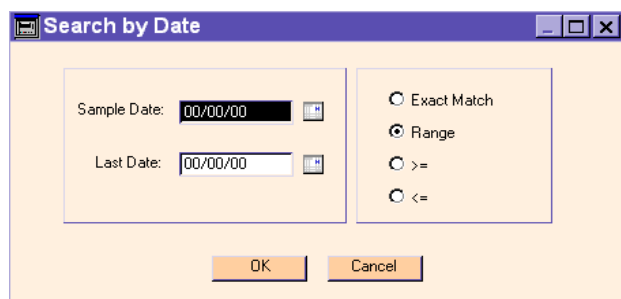 Search by Date
Sample Date: 00/00/00
Last Date: 00/00/00
Exact Match
Range
>=
<=
OK Cancel